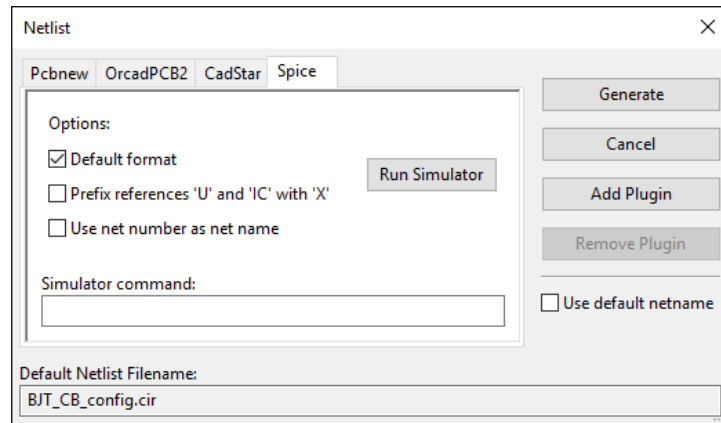 Netlist
Pcbnew OrcadPCB2 CadStar Spice
Options:
Default format
Prefix references 'U' and 'IC' with 'X'
Use net number as net name
Run Simulator
Simulator command:
Generate
Cancel
Add Plugin
Remove Plugin
Use default netname
Default Netlist Filename:
BJT_CB_config.cir